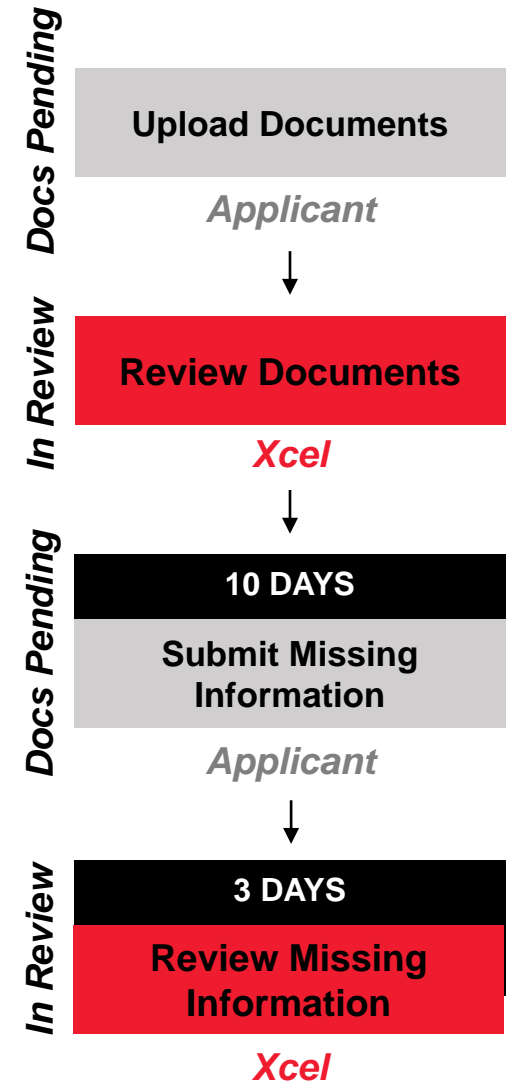 Docs Pending
Upload Documents
Applicant
In Review
Review Documents
Xcel
Docs Pending
10 DAYS
Submit Missing
Information
Applicant
In Review
3 DAYS
Review Missing
Information
Xcel